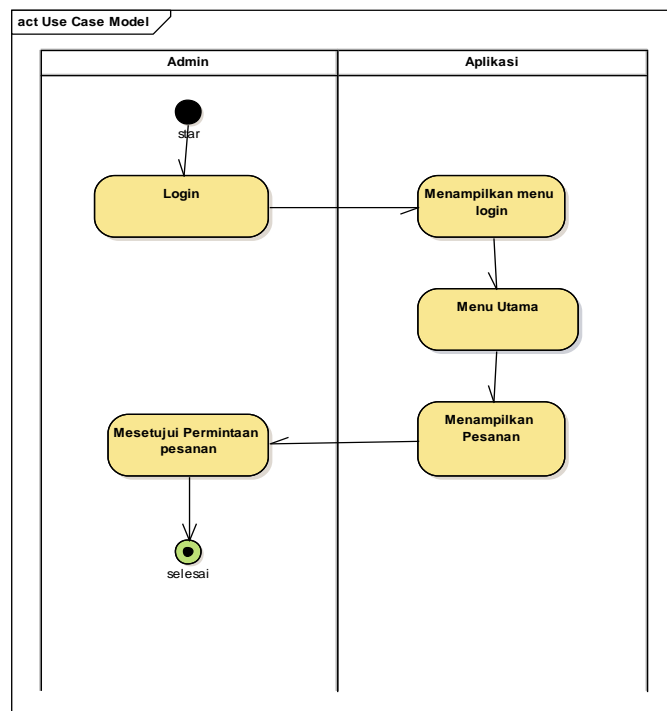 act Use Case Model
Admin
Aplikasi
star
Login
Menampilkan menu
login
Menu Utama
Menampilkan
Pesanan
Mesetujui Permintaan
pesanan
selesai